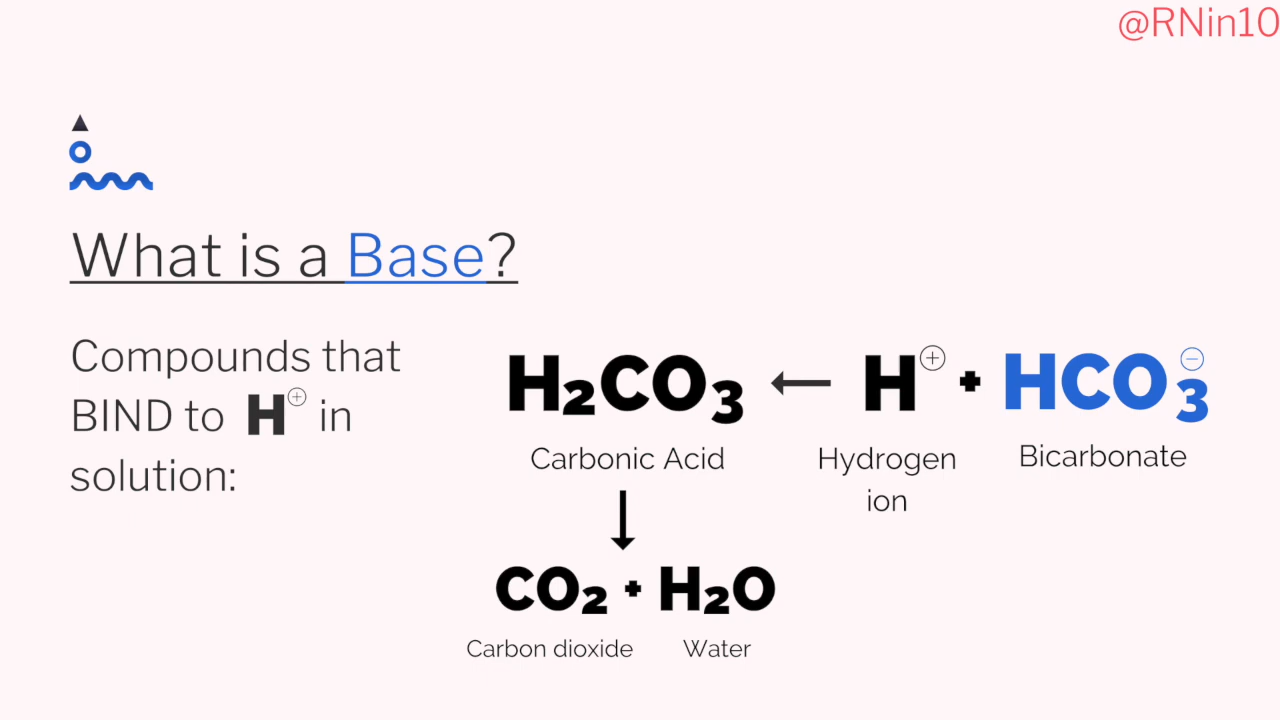 @RNin10
What is a Base?
Compounds that
BIND to H⊕ in
solution:
H₂CO₃ ← H⊕ + HCO₃⊖
Carbonic Acid Hydrogen ion Bicarbonate
↓
CO₂ + H₂O
Carbon dioxide Water